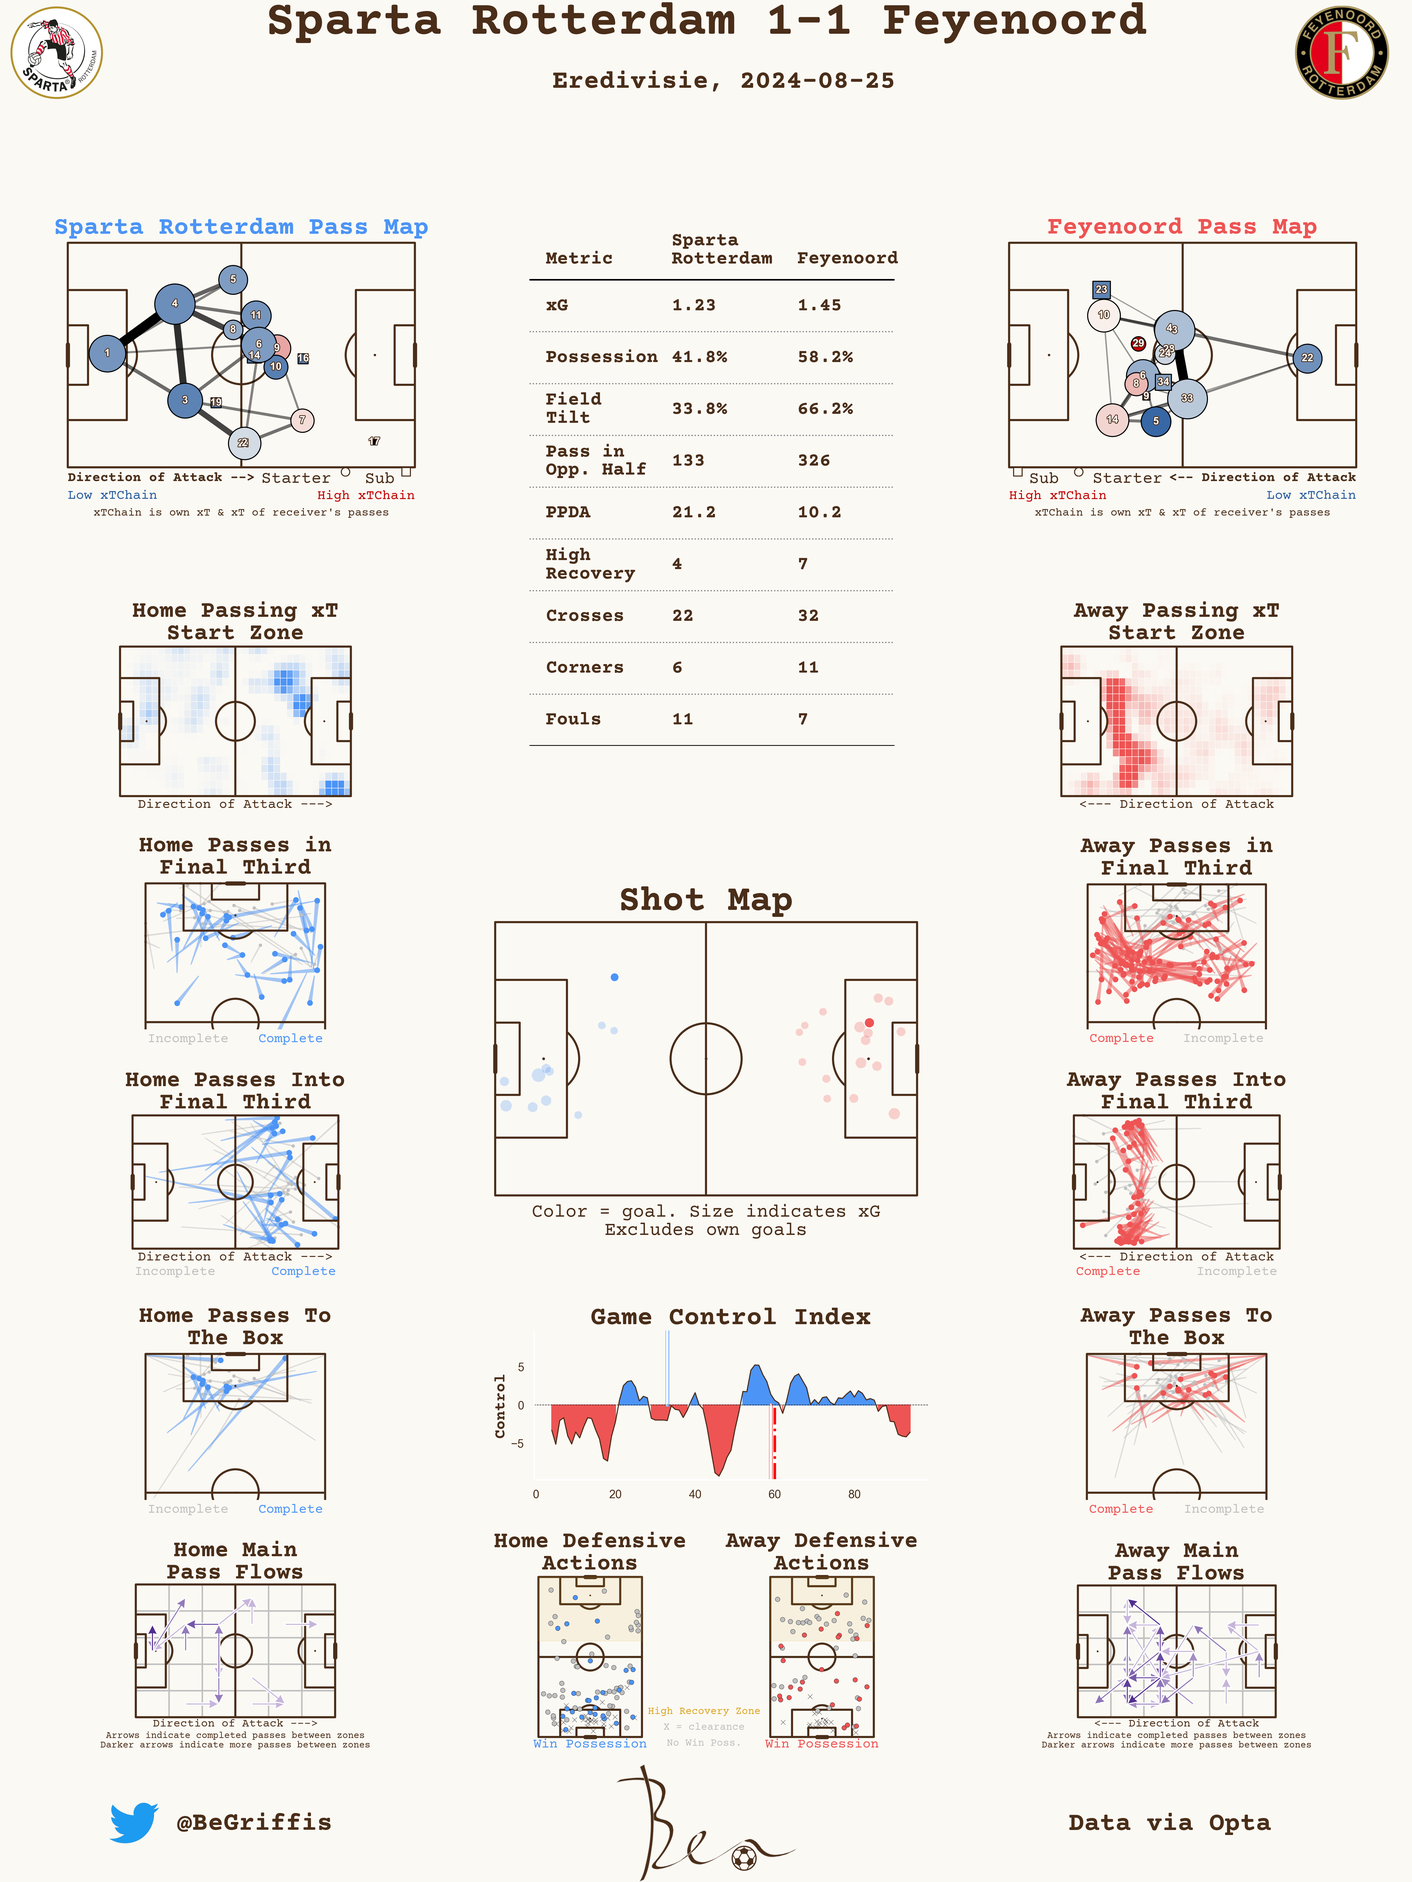 Sparta Rotterdam 1-1 Feyenoord
Eredivisie, 2024-08-25
SPARTA
ROTTERDAM
FEYENOORD
ROTTERDAM
F
Sparta Rotterdam Pass Map
5
4
11
8
6
9
1
14
16
10
3
19
7
22
17
Direction of Attack --> Starter Sub
Low xTChain High xTChain
xTChain is own xT & xT of receiver's passes
Metric Sparta Rotterdam Feyenoord
xG 1.23 1.45
Possession 41.8% 58.2%
Field Tilt 33.8% 66.2%
Pass in Opp. Half 133 326
PPDA 21.2 10.2
High Recovery 4 7
Crosses 22 32
Corners 6 11
Fouls 11 7
Feyenoord Pass Map
23
10
43
29
28
24
22
6
34
8
9
33
14
5
Sub Starter <-- Direction of Attack
High xTChain Low xTChain
xTChain is own xT & xT of receiver's passes
Home Passing xT
Start Zone
Direction of Attack --->
Away Passing xT
Start Zone
<--- Direction of Attack
Home Passes in
Final Third
Incomplete Complete
Away Passes in
Final Third
Complete Incomplete
Shot Map
Color = goal. Size indicates xG
Excludes own goals
Home Passes Into
Final Third
Direction of Attack --->
Incomplete Complete
Away Passes Into
Final Third
<--- Direction of Attack
Complete Incomplete
Home Passes To
The Box
Incomplete Complete
Game Control Index
Control
5
0
−5
0 20 40 60 80
Away Passes To
The Box
Complete Incomplete
Home Main
Pass Flows
Direction of Attack --->
Arrows indicate completed passes between zones
Darker arrows indicate more passes between zones
Home Defensive
Actions
Win Possession
Away Defensive
Actions
Win Possession
High Recovery Zone
X = clearance
No Win Poss.
Away Main
Pass Flows
<--- Direction of Attack
Arrows indicate completed passes between zones
Darker arrows indicate more passes between zones
@BeGriffis
Ben
Data via Opta